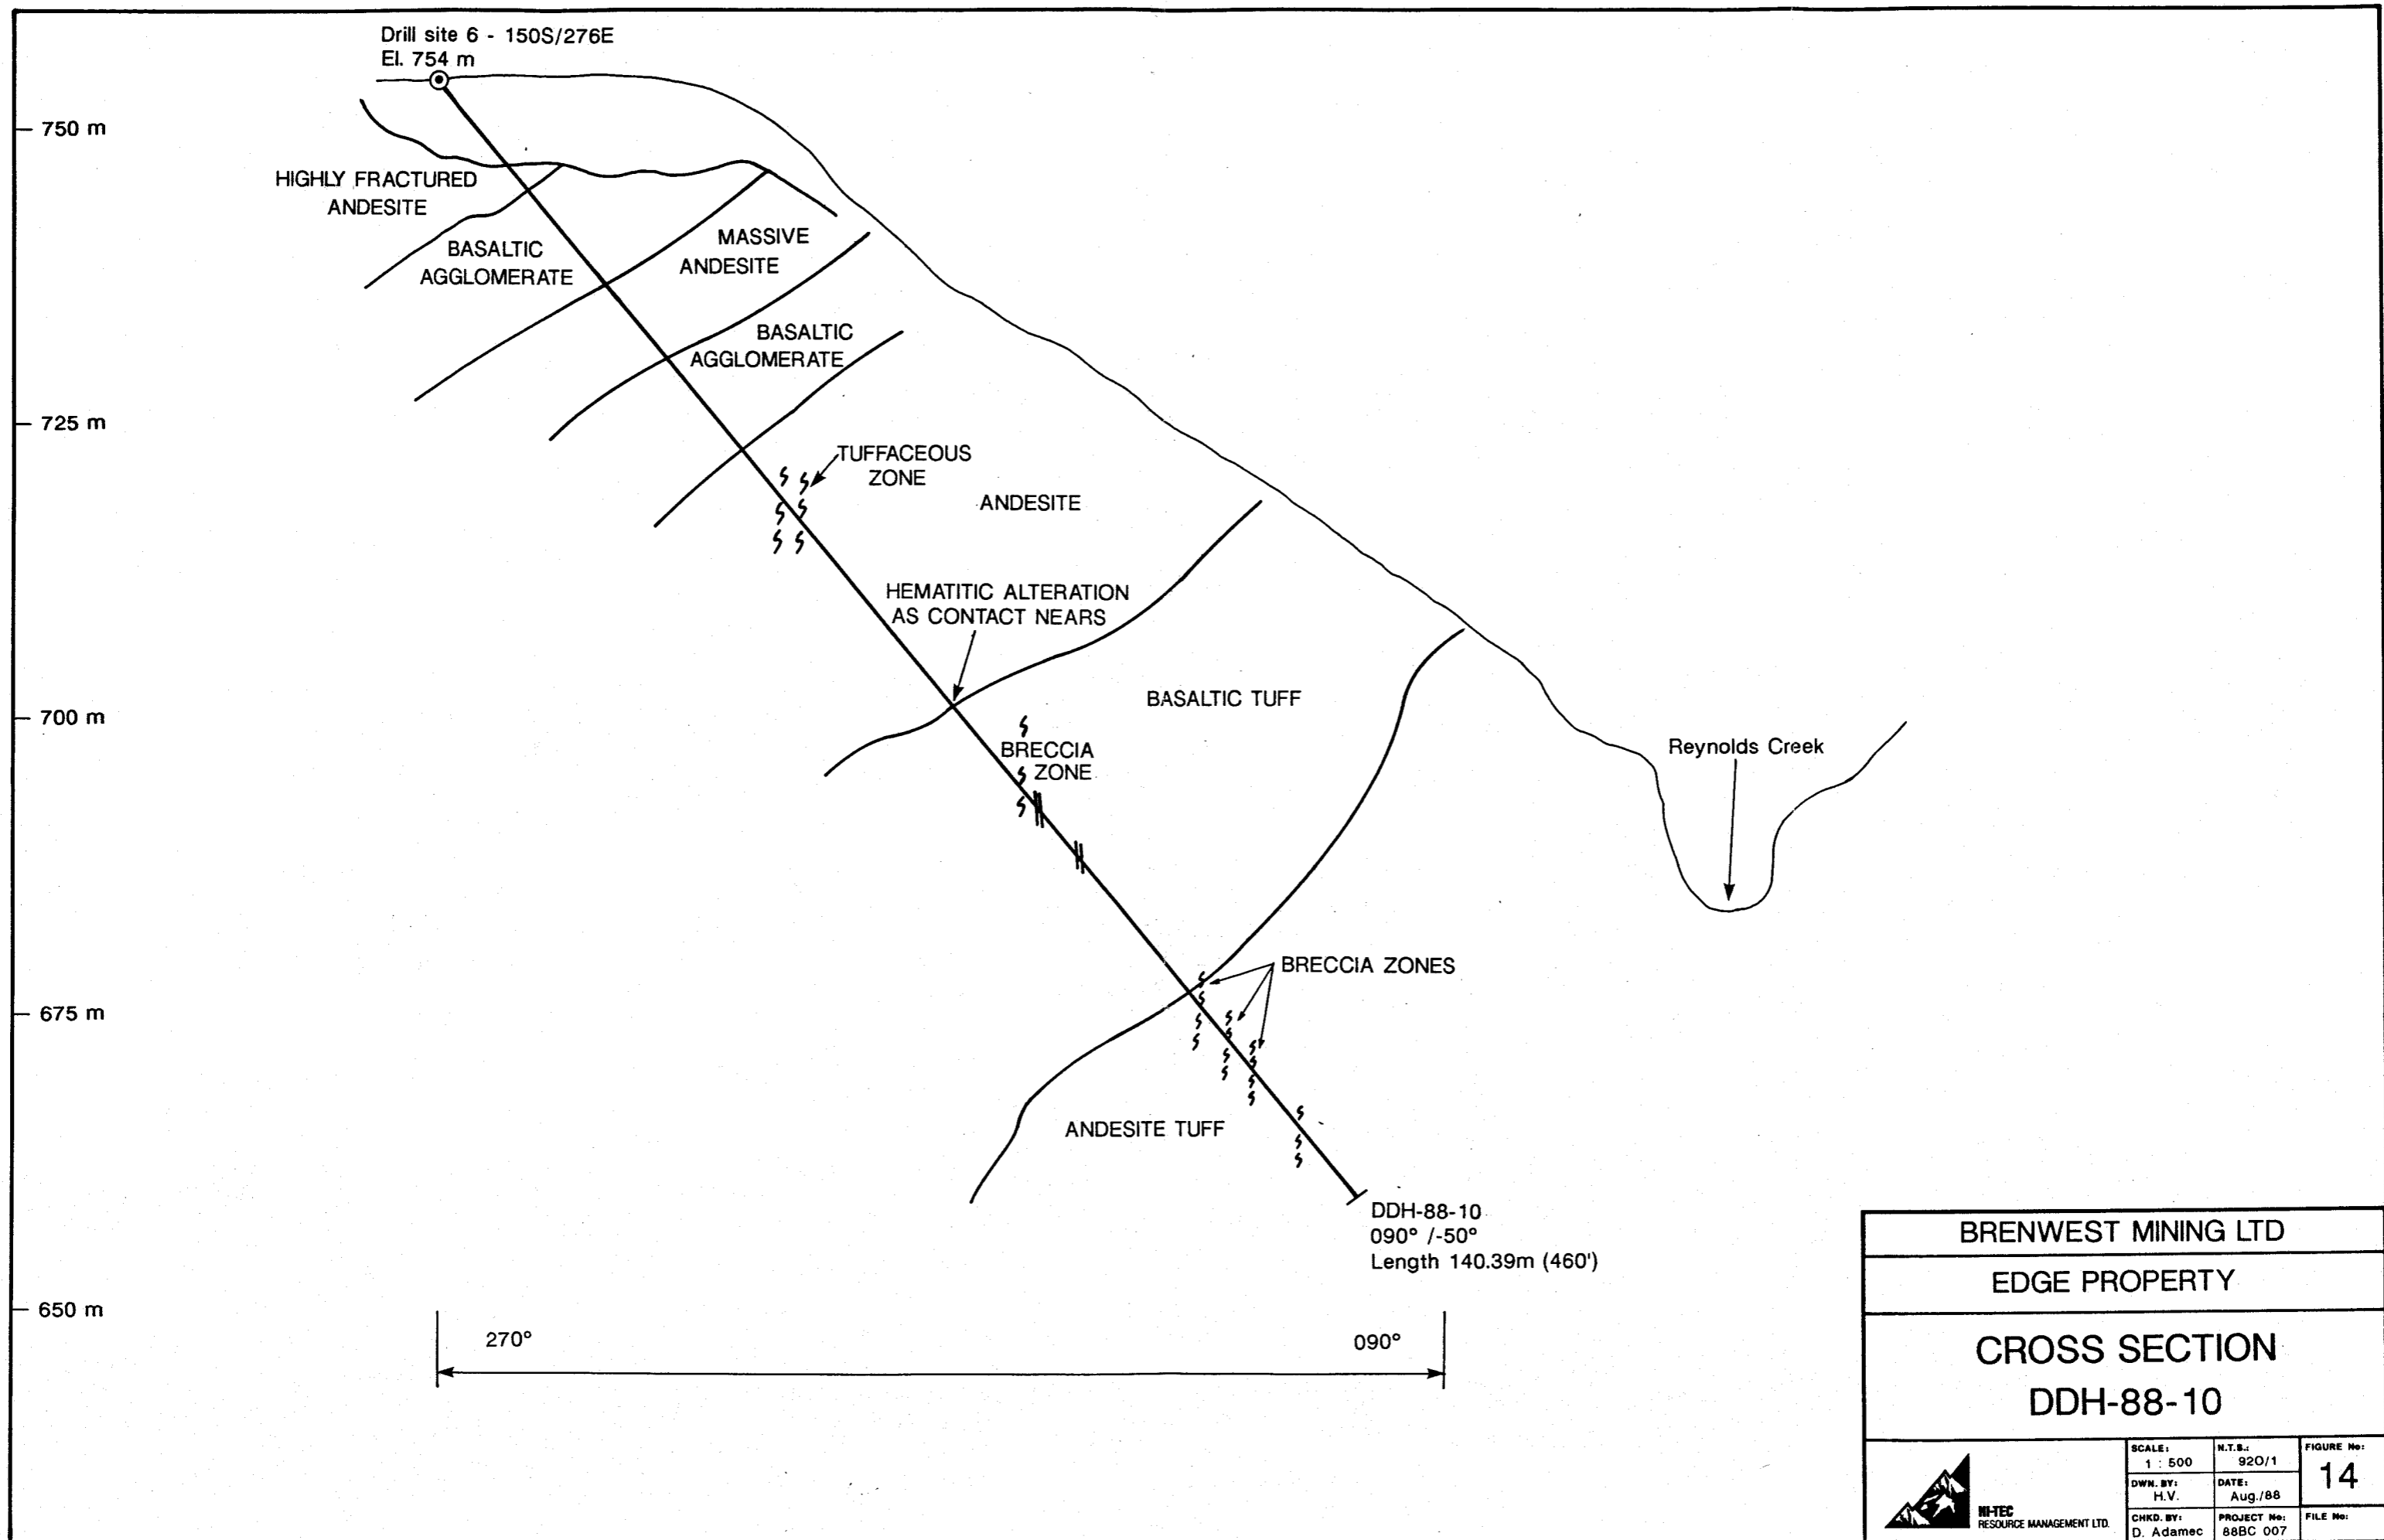 Drill site 6 - 150S/276E
El. 754 m
750 m
HIGHLY FRACTURED
ANDESITE
BASALTIC
AGGLOMERATE
MASSIVE
ANDESITE
BASALTIC
AGGLOMERATE
725 m
TUFFACEOUS
ZONE
ANDESITE
HEMATITIC ALTERATION
AS CONTACT NEARS
BASALTIC TUFF
700 m
BRECCIA
ZONE
Reynolds Creek
BRECCIA ZONES
675 m
ANDESITE TUFF
DDH-88-10
090° /-50°
Length 140.39m (460')
650 m
270°
090°
BRENWEST MINING LTD
EDGE PROPERTY
CROSS SECTION
DDH-88-10
NI-TEC
RESOURCE MANAGEMENT LTD.
SCALE:
1 : 500
N.T.S.:
92O/1
FIGURE No:
14
DWN. BY:
H.V.
DATE:
Aug./88
CHKD. BY:
D. Adamec
PROJECT No:
88BC 007
FILE No: